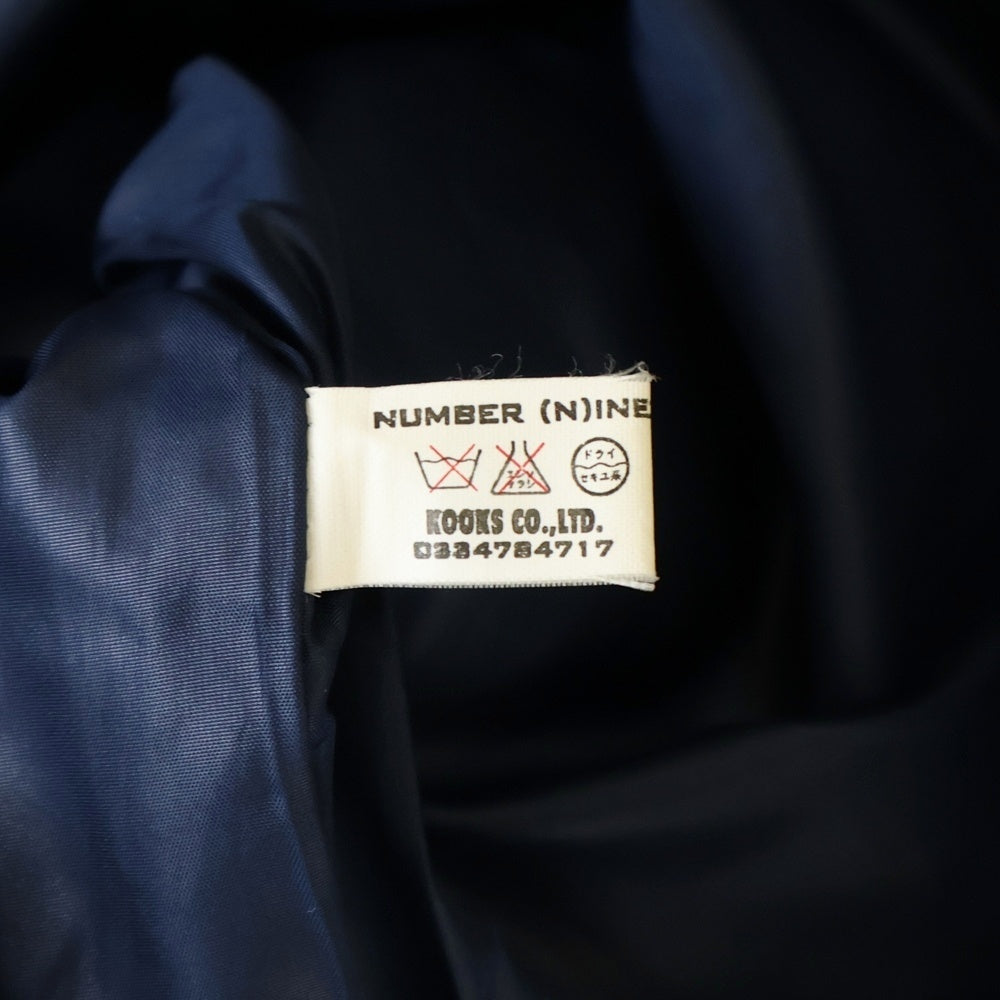 NUMBER (N)INE
エンソ ドライ
サラシ セキユ系
KOOKS CO.,LTD.
0334784717